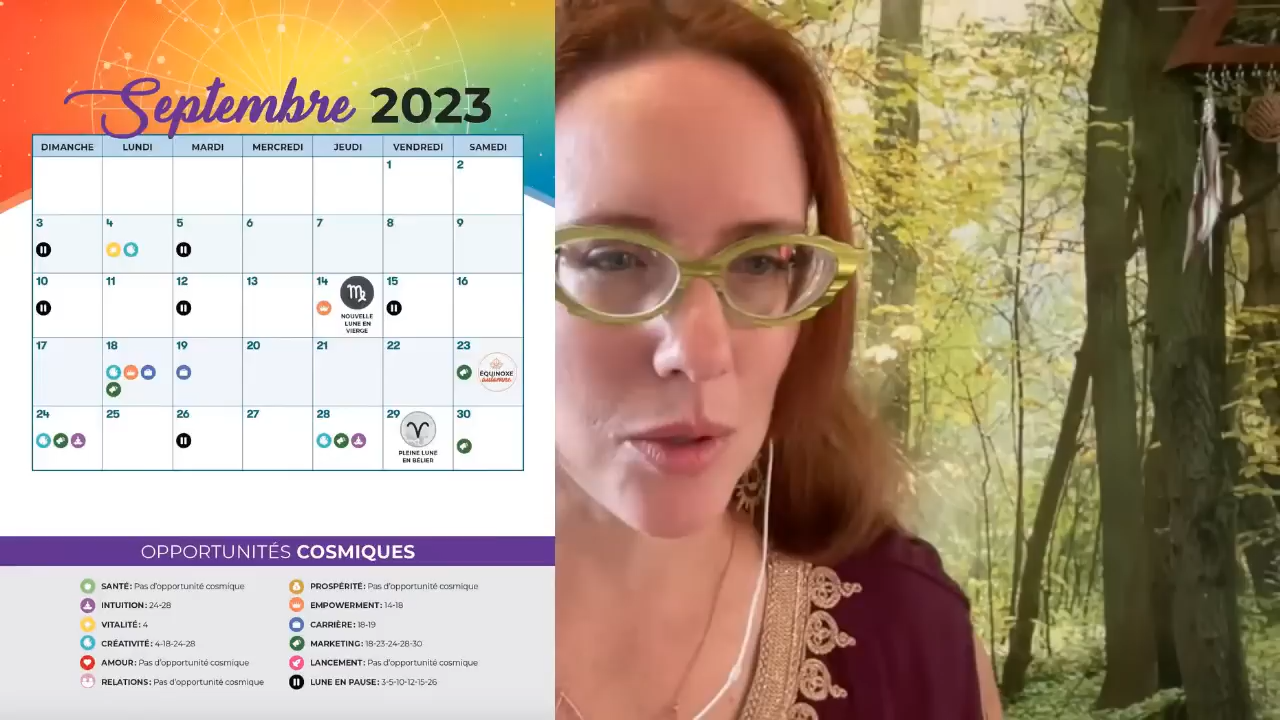 Septembre 2023
DIMANCHE LUNDI MARDI MERCREDI JEUDI VENDREDI SAMEDI
1 2
3 4 5 6 7 8 9
10 11 12 13 14 15 16
NOUVELLE
LUNE EN
VIERGE
17 18 19 20 21 22 23
ÉQUINOXE
automne
24 25 26 27 28 29 30
PLEINE LUNE
EN BÉLIER
OPPORTUNITÉS COSMIQUES
SANTÉ: Pas d'opportunité cosmique
INTUITION: 24-28
VITALITÉ: 4
CRÉATIVITÉ: 4-18-24-28
AMOUR: Pas d'opportunité cosmique
RELATIONS: Pas d'opportunité cosmique
PROSPÉRITÉ: Pas d'opportunité cosmique
EMPOWERMENT: 14-18
CARRIÈRE: 18-19
MARKETING: 18-23-24-28-30
LANCEMENT: Pas d'opportunité cosmique
LUNE EN PAUSE: 3-5-10-12-15-26